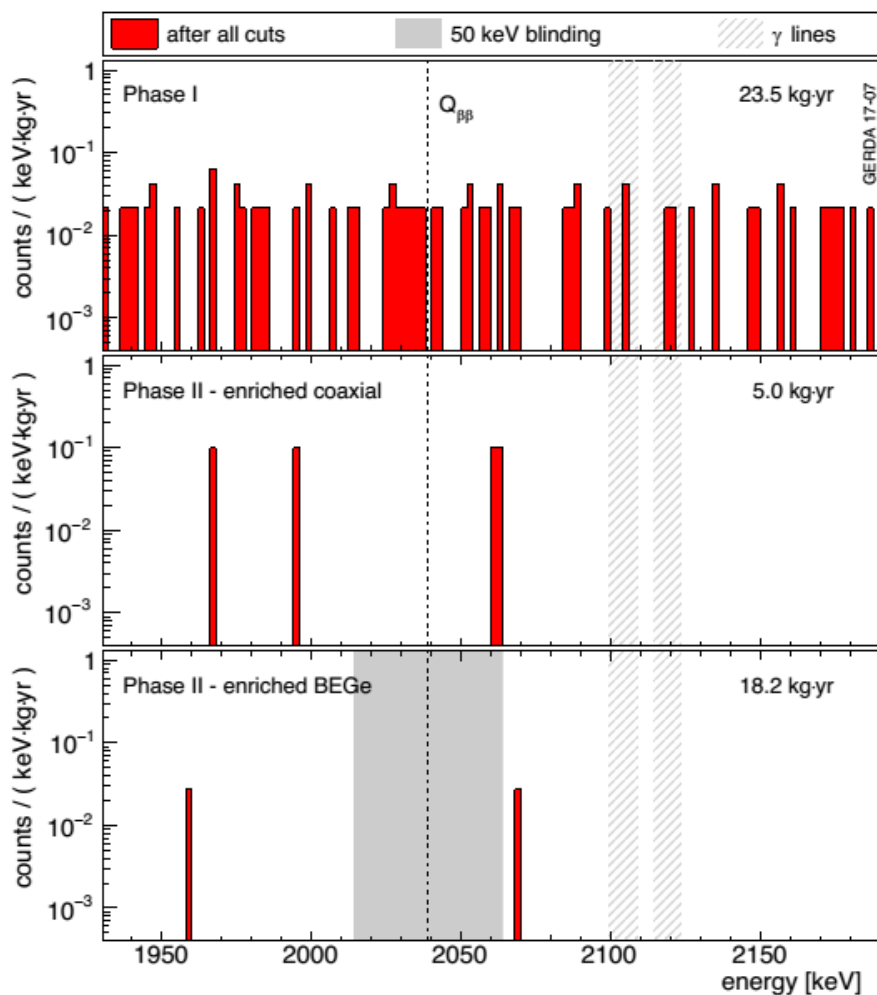 after all cuts 50 keV blinding γ lines
counts / ( keV·kg·yr)
1
10⁻¹
10⁻²
10⁻³
Phase I
Qββ
23.5 kg·yr
GERDA 17-07
counts / ( keV·kg·yr)
1
10⁻¹
10⁻²
10⁻³
Phase II - enriched coaxial
5.0 kg·yr
counts / ( keV·kg·yr)
1
10⁻¹
10⁻²
10⁻³
Phase II - enriched BEGe
18.2 kg·yr
1950 2000 2050 2100 2150
energy [keV]